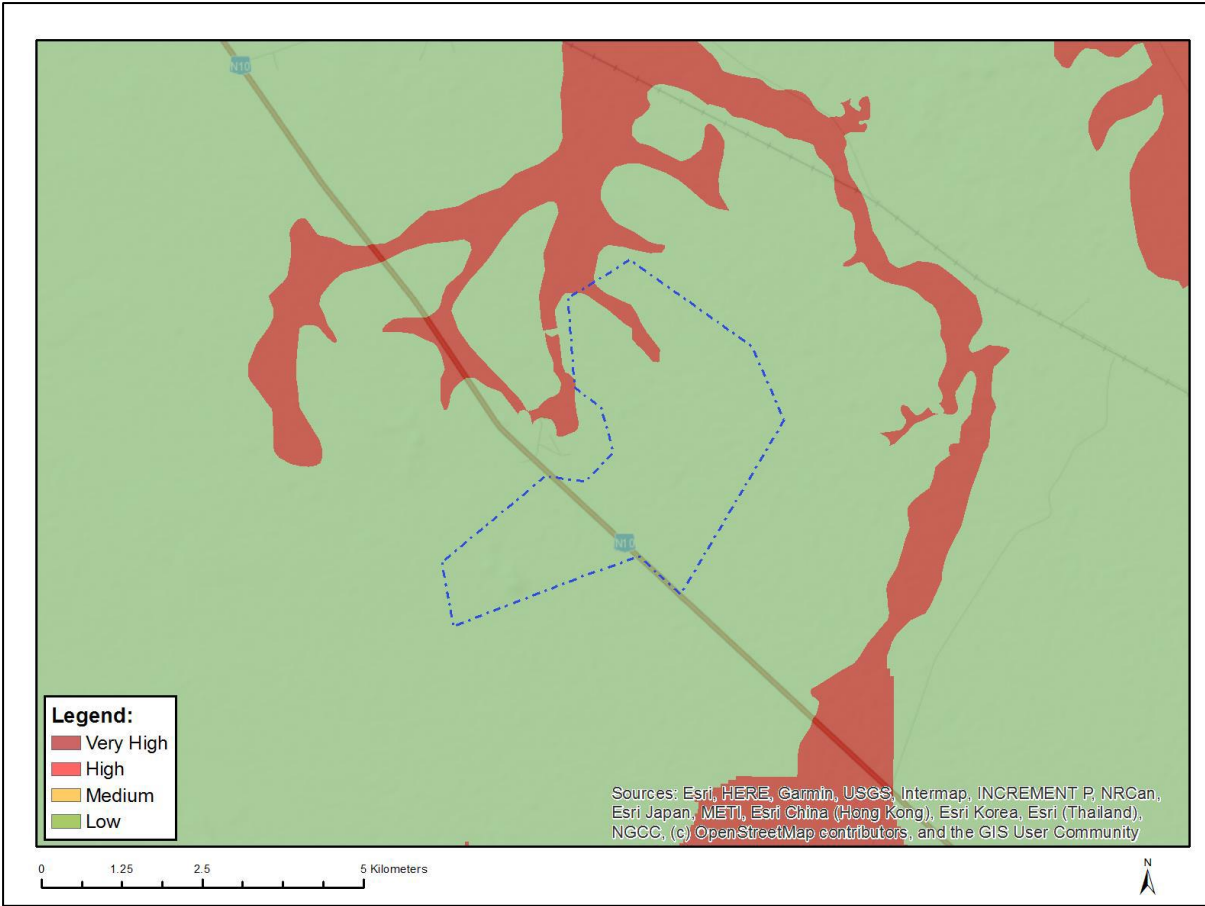 N10
N10
Legend:
Very High
High
Medium
Low
Sources: Esri, HERE, Garmin, USGS, Intermap, INCREMENT P, NRCan,
Esri Japan, METI, Esri China (Hong Kong), Esri Korea, Esri (Thailand),
NGCC, (c) OpenStreetMap contributors, and the GIS User Community
0 1.25 2.5 5 Kilometers
N